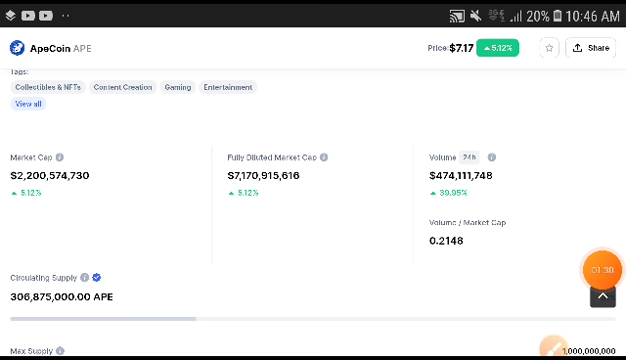 20% 10:46 AM
ApeCoin APE
Price:$7.17 ▲5.12% Share
Tags:
Collectibles & NFTs Content Creation Gaming Entertainment
View all
Market Cap
$2,200,574,730
▲ 5.12%
Fully Diluted Market Cap
$7,170,915,616
▲ 5.12%
Volume 24h
$474,111,748
▲ 39.95%
Volume / Market Cap
0.2148
Circulating Supply
306,875,000.00 APE
Max Supply 1,000,000,000